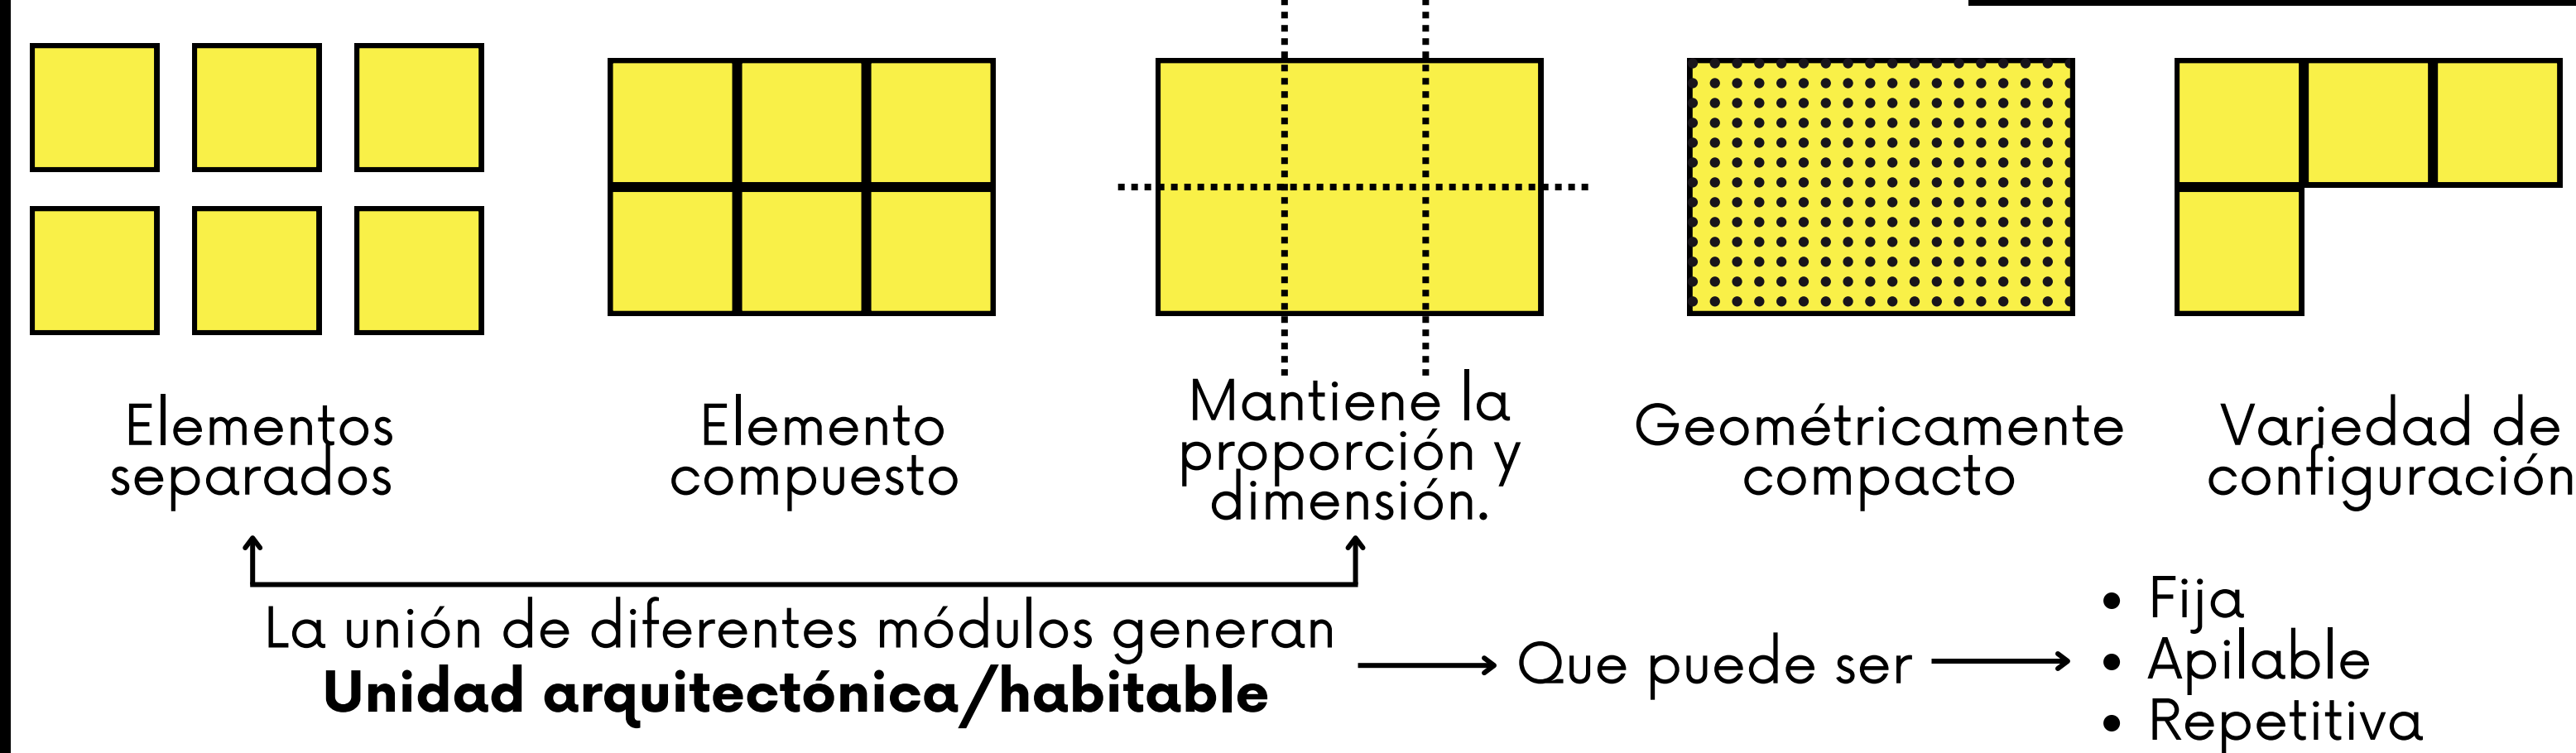 Elementos
separados
Elemento
compuesto
Mantiene la
proporción y
dimensión.
Geométricamente
compacto
Variedad de
configuración
La unión de diferentes módulos generan
Unidad arquitectónica/habitable
Que puede ser
• Fija
• Apilable
• Repetitiva